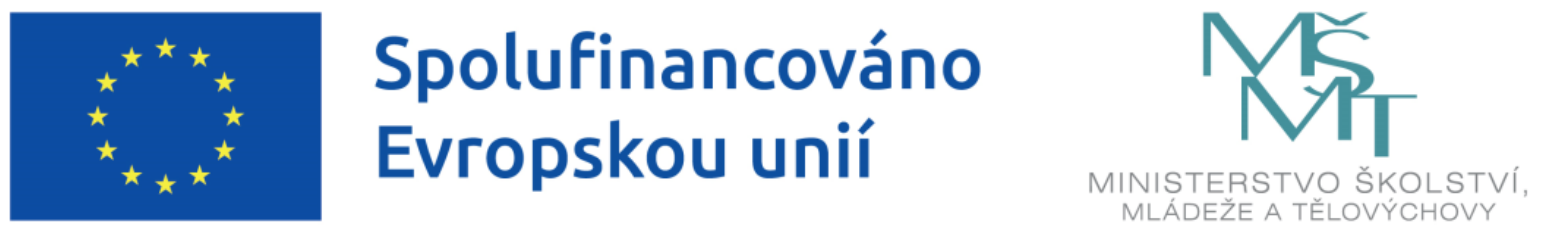 Spolufinancováno
Evropskou unií
MŠMT
MINISTERSTVO ŠKOLSTVÍ,
MLÁDEŽE A TĚLOVÝCHOVY